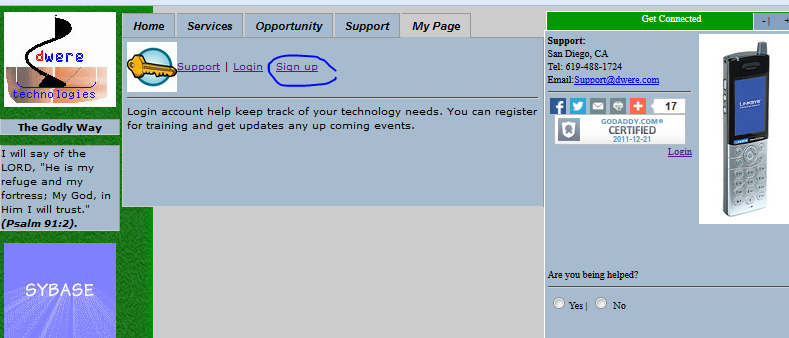 Home Services Opportunity Support My Page
dwere
technologies
The Godly Way
I will say of the
LORD, "He is my
refuge and my
fortress; My God, in
Him I will trust."
(Psalm 91:2).
SYBASE
Support | Login | Sign up
Login account help keep track of your technology needs. You can register
for training and get updates any up coming events.
Get Connected
- | +
Support:
San Diego, CA
Tel: 619-488-1724
Email:Support@dwere.com
17
GODADDY.COM®
CERTIFIED
2011-12-21
Login
LINKSYS
Are you being helped?
Yes | No